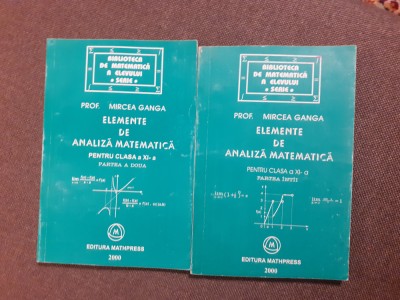 BIBLIOTECA
DE MATEMATICĂ
A ELEVULUI
« SERIE »
PROF. MIRCEA GANGA
ELEMENTE
DE
ANALIZĂ MATEMATICĂ
PENTRU CLASA a XI- a
PARTEA A DOUA
M
EDITURA MATHPRESS
2000
BIBLIOTECA
DE MATEMATICĂ
A ELEVULUI
« SERIE »
PROF. MIRCEA GANGA
ELEMENTE
DE
ANALIZĂ MATEMATICĂ
PENTRU CLASA a XI- a
PARTEA
M
EDITURA MATHPRESS
2000